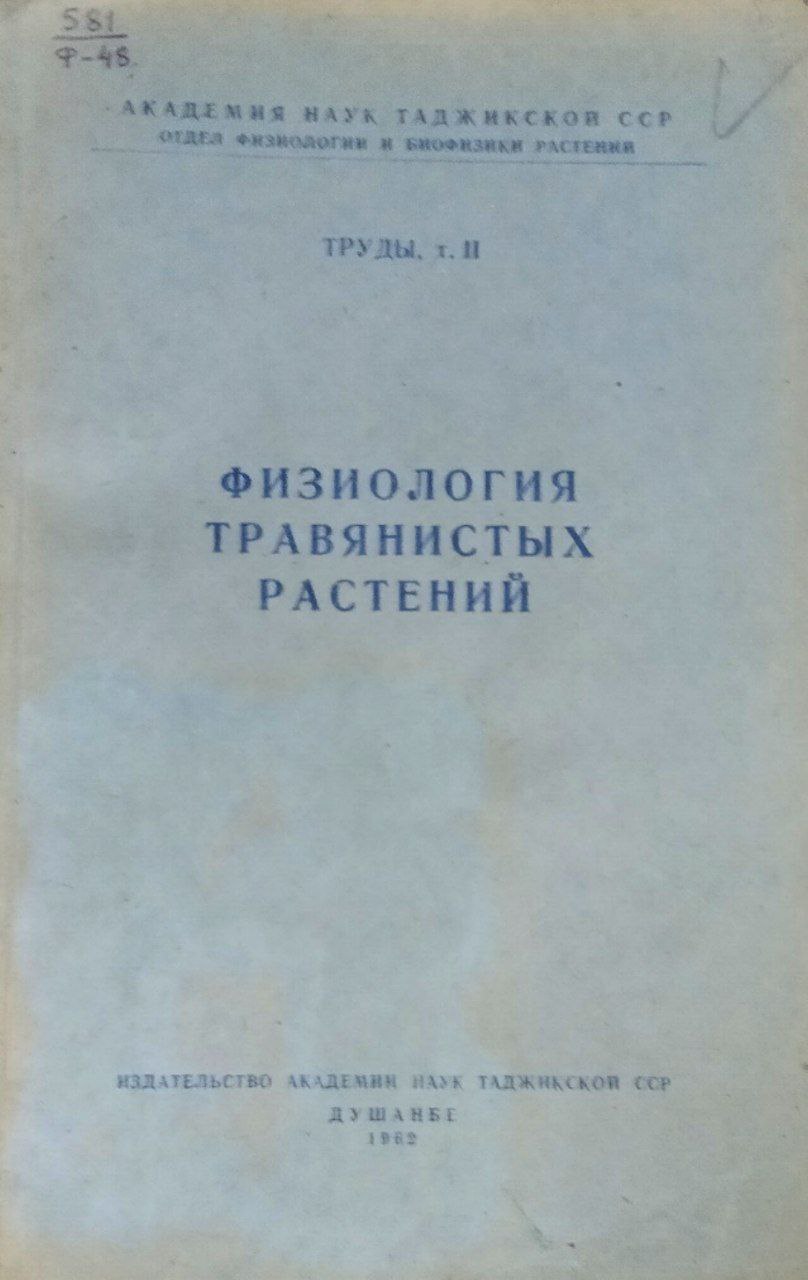 581
Ф-48
АКАДЕМИЯ НАУК ТАДЖИКСКОЙ ССР
ОТДЕЛ ФИЗИОЛОГИИ И БИОФИЗИКИ РАСТЕНИЙ
ТРУДЫ, т. II
ФИЗИОЛОГИЯ
ТРАВЯНИСТЫХ
РАСТЕНИЙ
ИЗДАТЕЛЬСТВО АКАДЕМИИ НАУК ТАДЖИКСКОЙ ССР
ДУШАНБЕ
1962